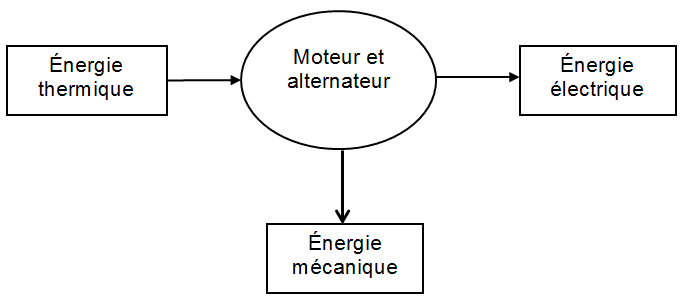 Énergie
thermique
Moteur et
alternateur
Énergie
électrique
Énergie
mécanique